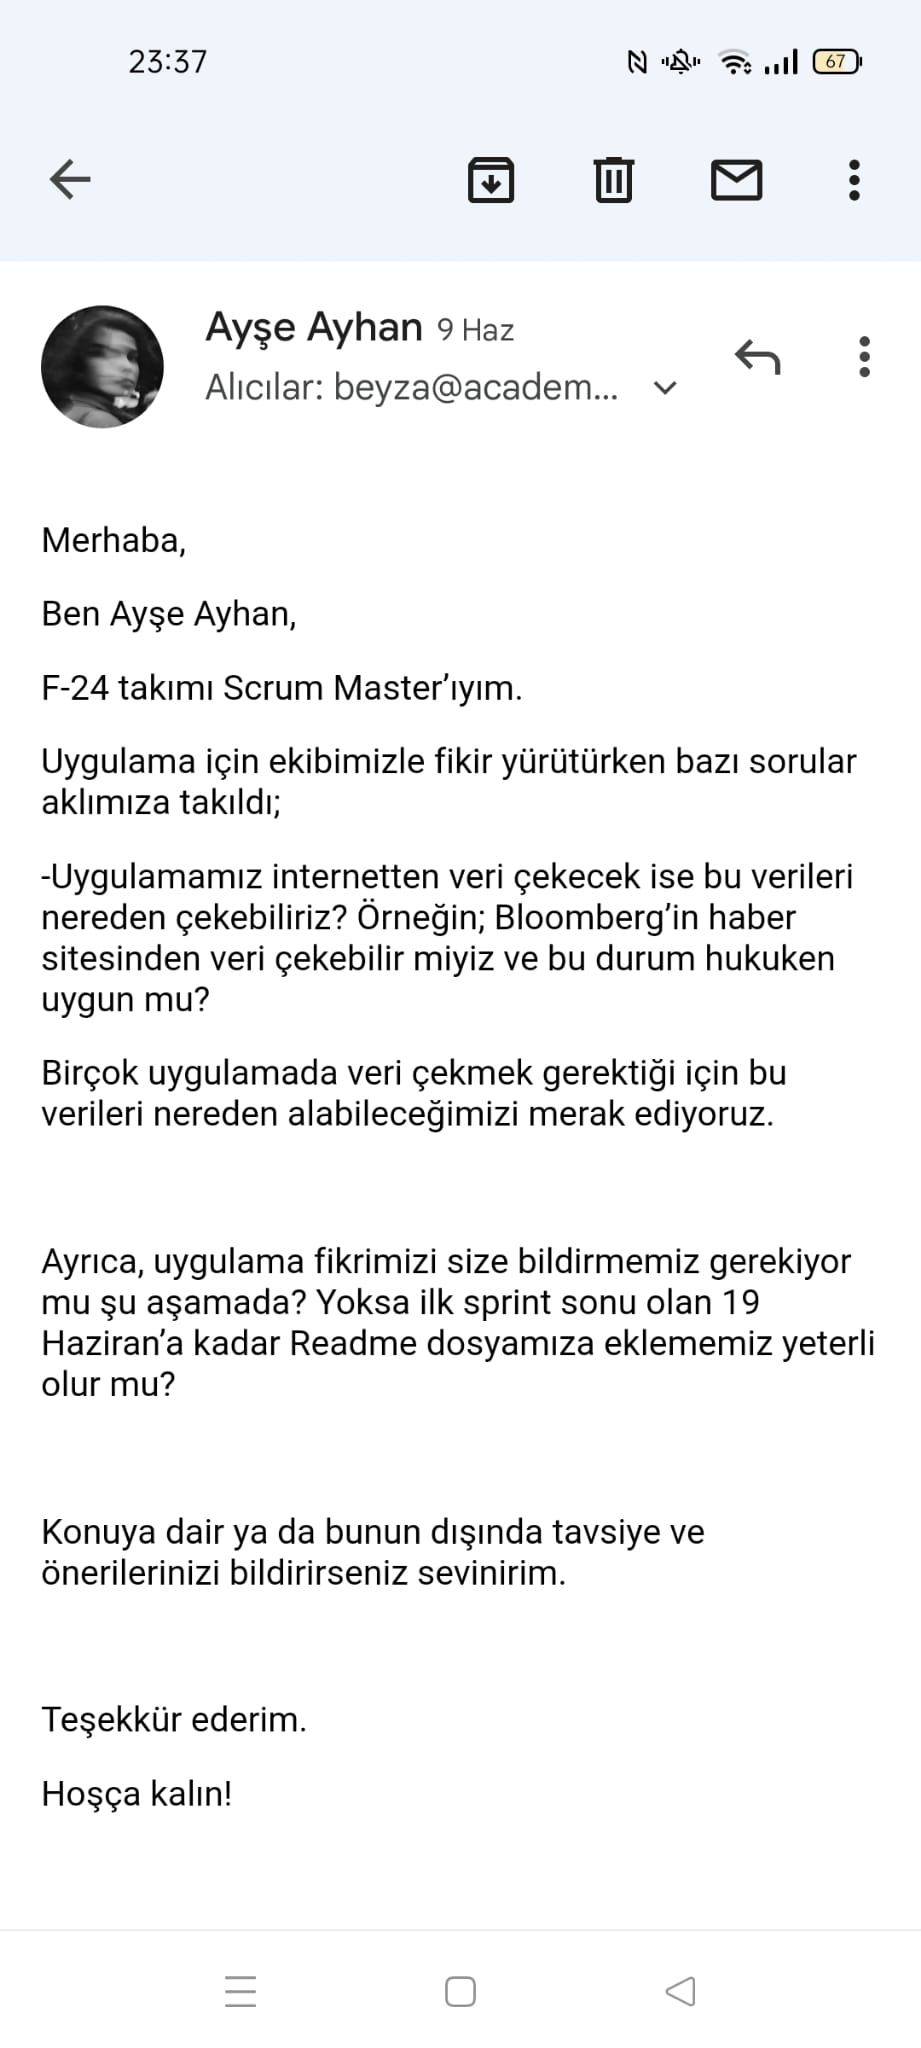 23:37
67
Ayşe Ayhan 9 Haz
Alıcılar: beyza@academ...
Merhaba,
Ben Ayşe Ayhan,
F-24 takımı Scrum Master’ıyım.
Uygulama için ekibimizle fikir yürütürken bazı sorular
aklımıza takıldı;
-Uygulamamız internetten veri çekecek ise bu verileri
nereden çekebiliriz? Örneğin; Bloomberg’in haber
sitesinden veri çekebilir miyiz ve bu durum hukuken
uygun mu?
Birçok uygulamada veri çekmek gerektiği için bu
verileri nereden alabileceğimizi merak ediyoruz.
Ayrıca, uygulama fikrimizi size bildirmemiz gerekiyor
mu şu aşamada? Yoksa ilk sprint sonu olan 19
Haziran’a kadar Readme dosyamıza eklememiz yeterli
olur mu?
Konuya dair ya da bunun dışında tavsiye ve
önerilerinizi bildirirseniz sevinirim.
Teşekkür ederim.
Hoşça kalın!